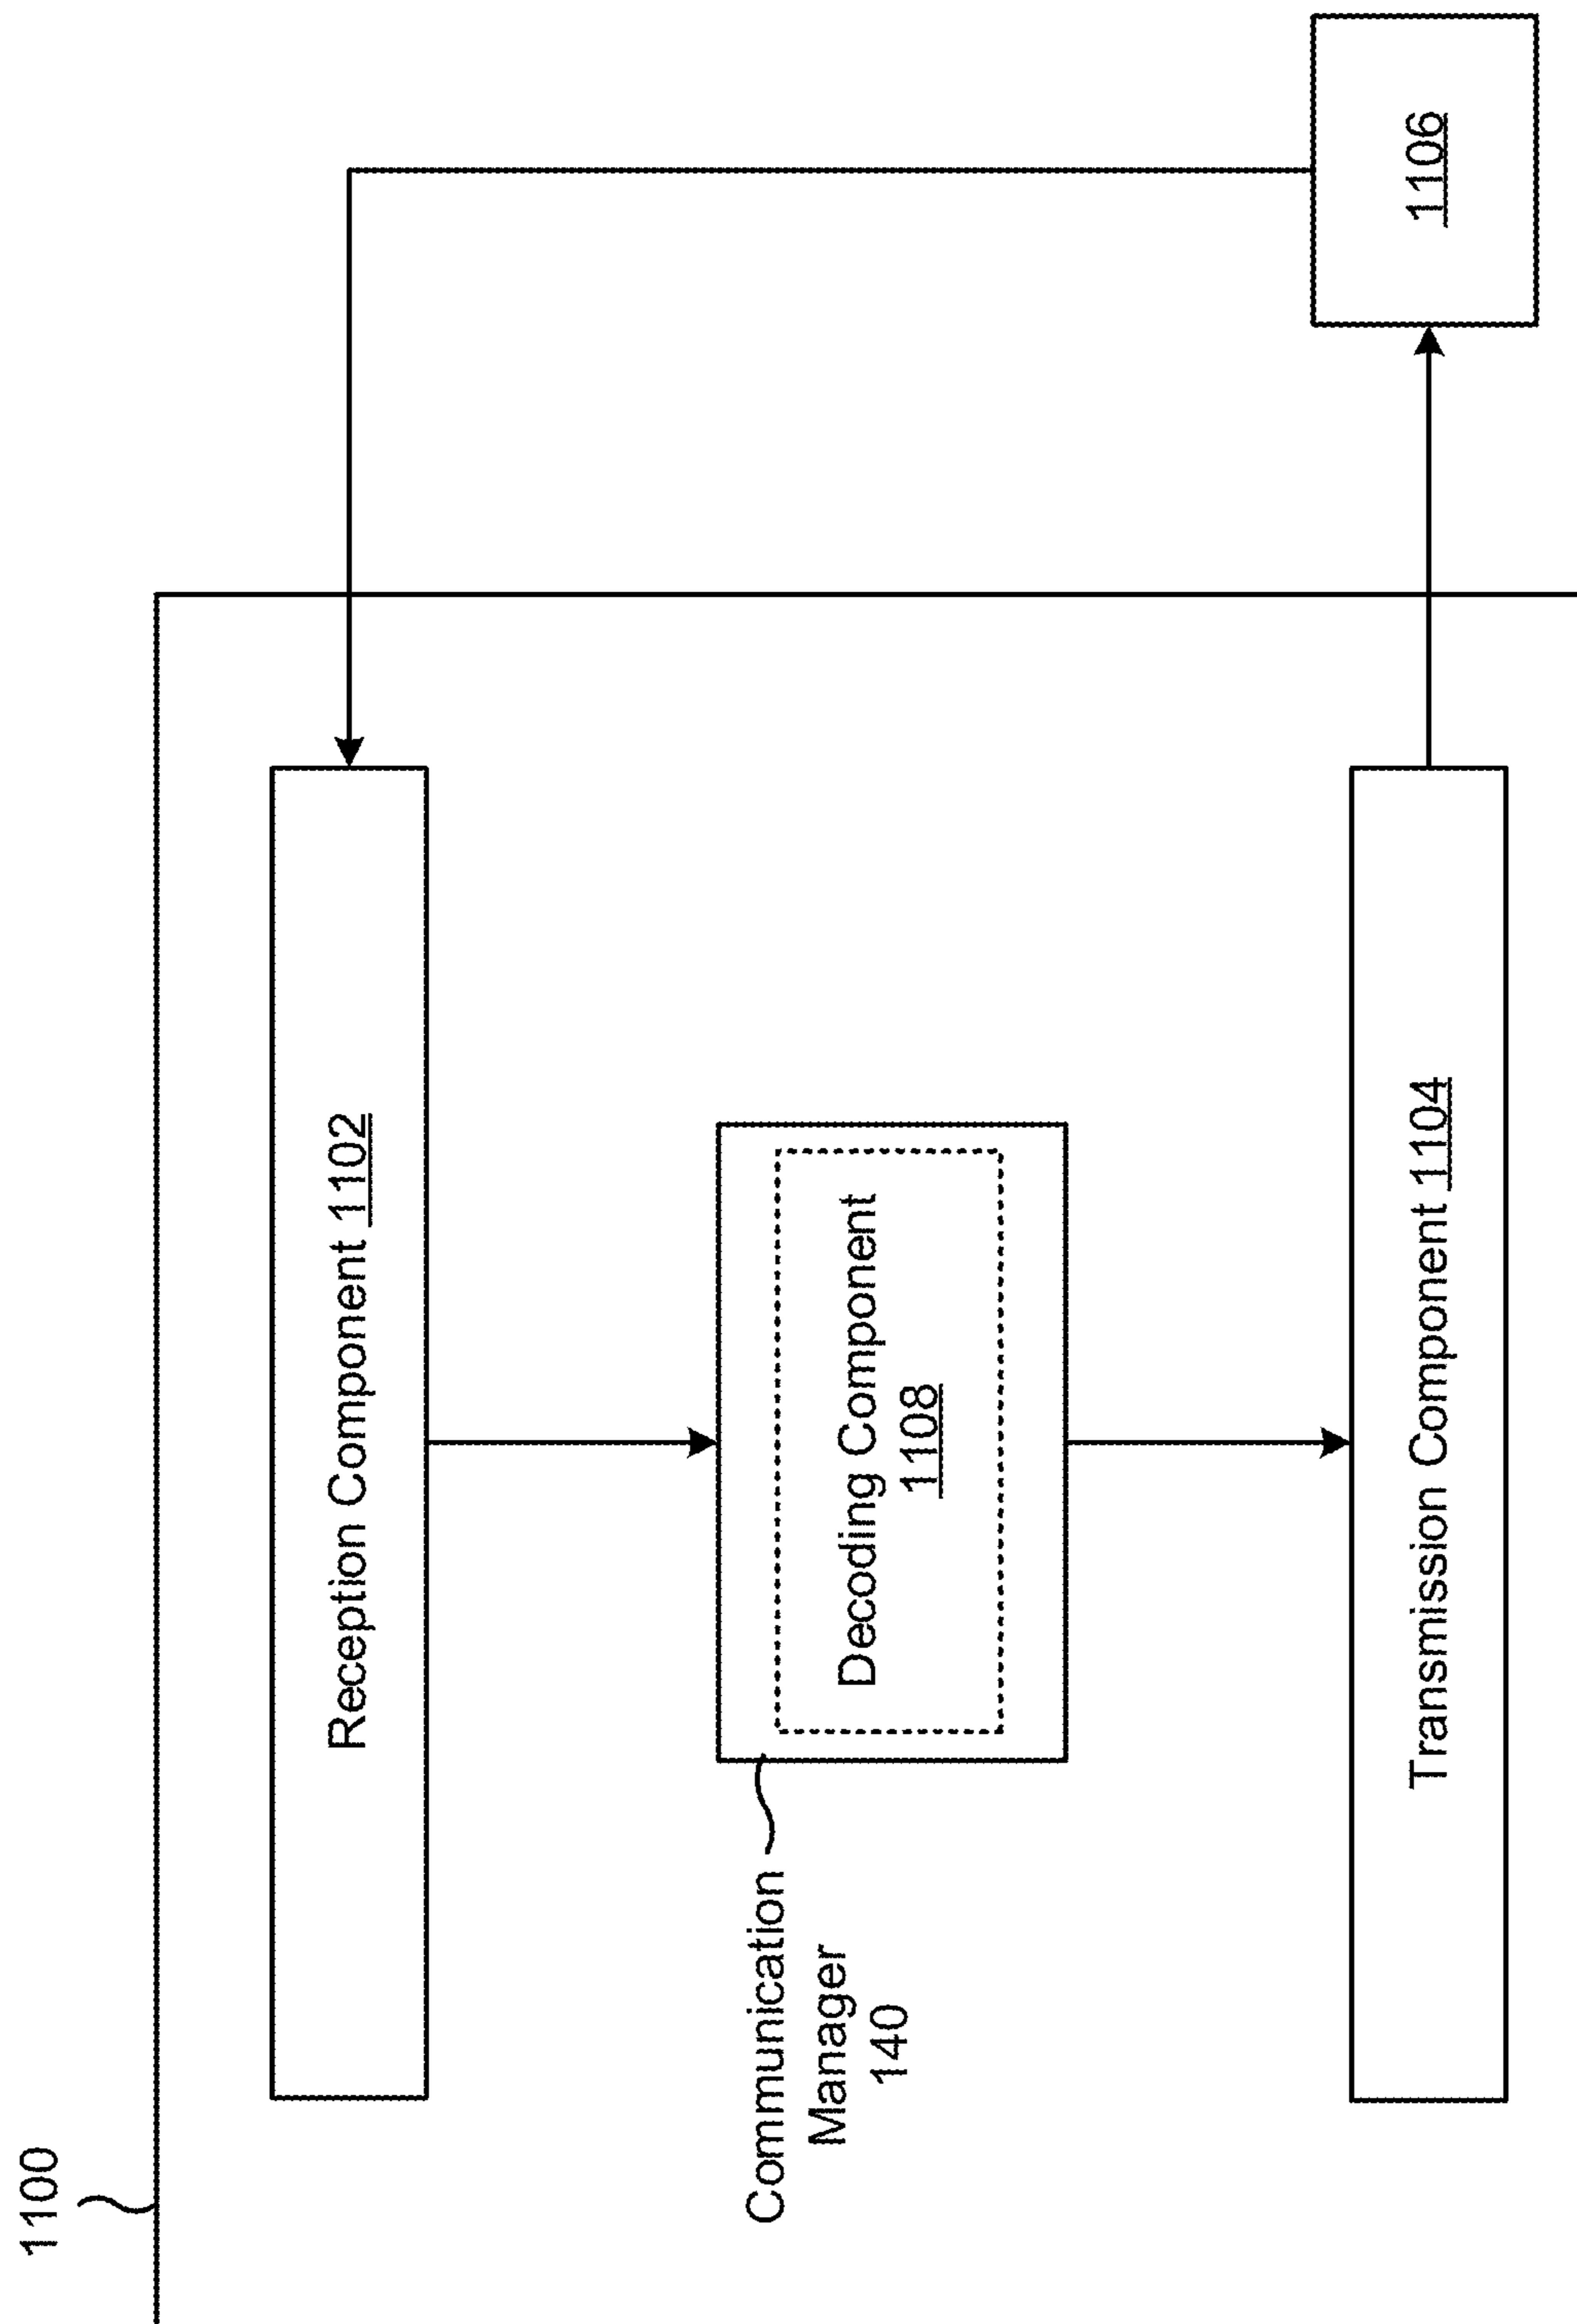 1100
Reception Component 1102
Communication
Manager
140
Decoding Component
1108
Transmission Component 1104
1106